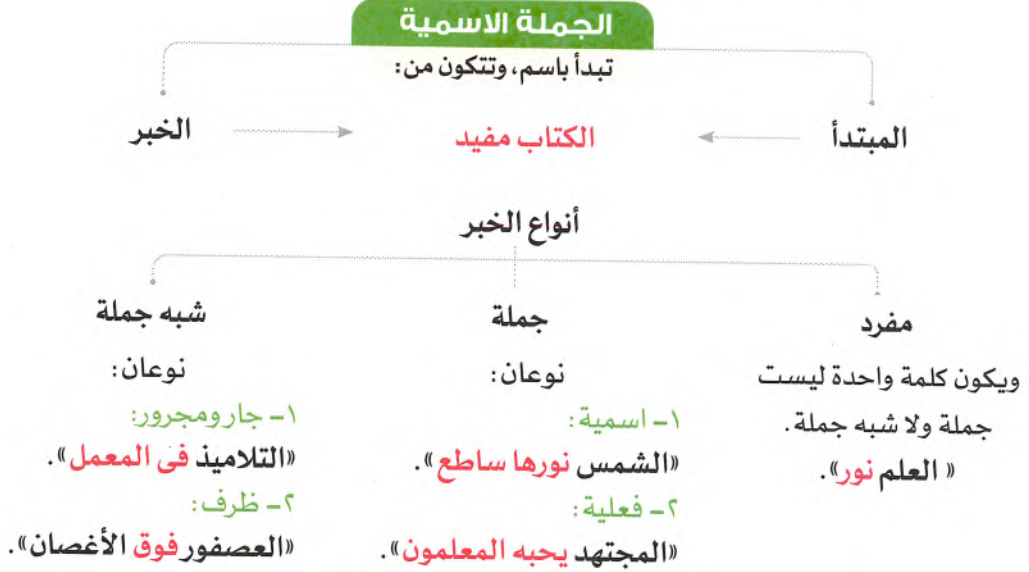 الجملة الاسمية
تبدأ باسم، وتتكون من:
المبتدأ
الكتاب مفيد
الخبر
أنواع الخبر
مفرد
ويكون كلمة واحدة ليست
جملة ولا شبه جملة.
« العلم نور».
جملة
نوعان:
١- اسمية:
«الشمس نورها ساطع».
٢- فعلية:
«المجتهد يحبه المعلمون».
شبه جملة
نوعان:
١- جار ومجرور:
«التلاميذ فى المعمل».
٢- ظرف:
«العصفور فوق الأغصان».